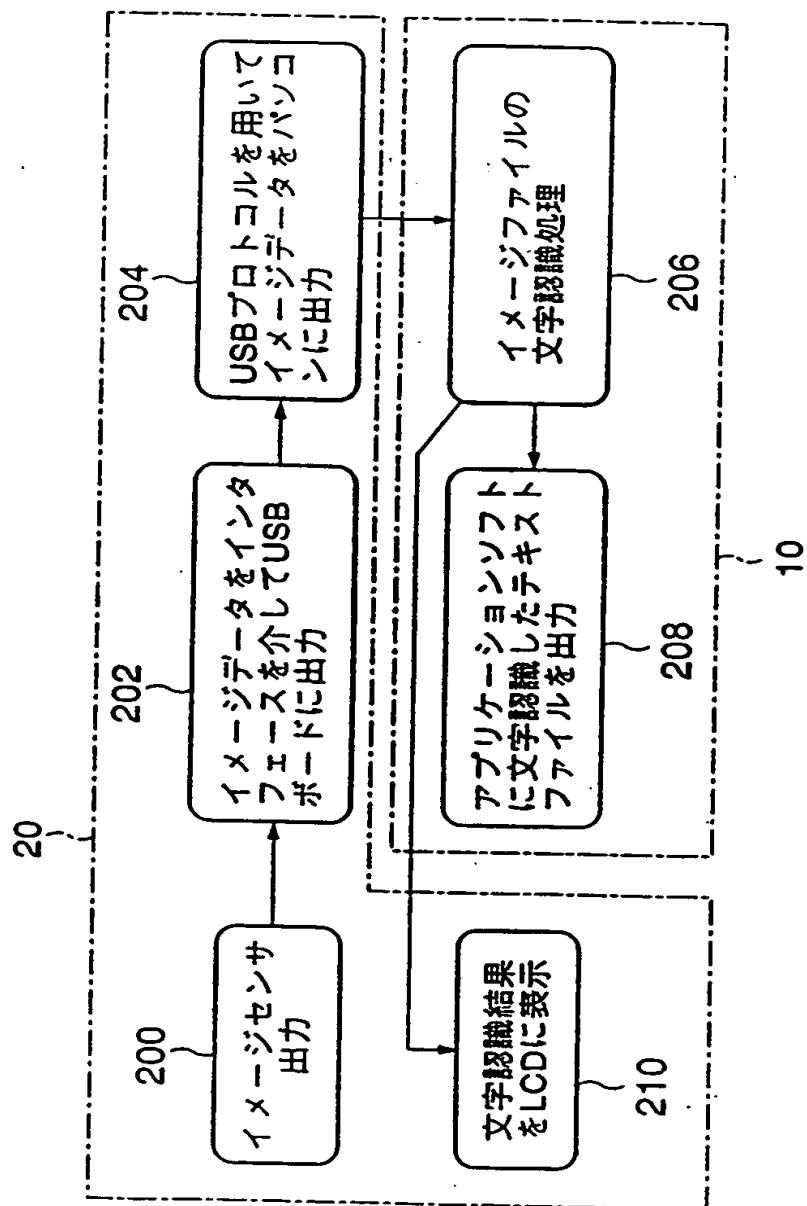 20
200
イメージセンサ
出力
202
イメージデータをインタ
フェースを介してUSB
ボードに出力
204
USBプロトコルを用いて
イメージデータをパソコ
ンに出力
210
文字認識結果
をLCDに表示
208
アプリケーションソフト
に文字認識したテキスト
ファイルを出力
206
イメージファイルの
文字認識処理
10